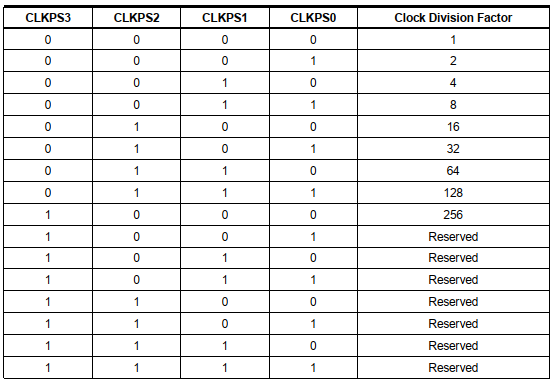 CLKPS3 CLKPS2 CLKPS1 CLKPS0 Clock Division Factor
0 0 0 0 1
0 0 0 1 2
0 0 1 0 4
0 0 1 1 8
0 1 0 0 16
0 1 0 1 32
0 1 1 0 64
0 1 1 1 128
1 0 0 0 256
1 0 0 1 Reserved
1 0 1 0 Reserved
1 0 1 1 Reserved
1 1 0 0 Reserved
1 1 0 1 Reserved
1 1 1 0 Reserved
1 1 1 1 Reserved